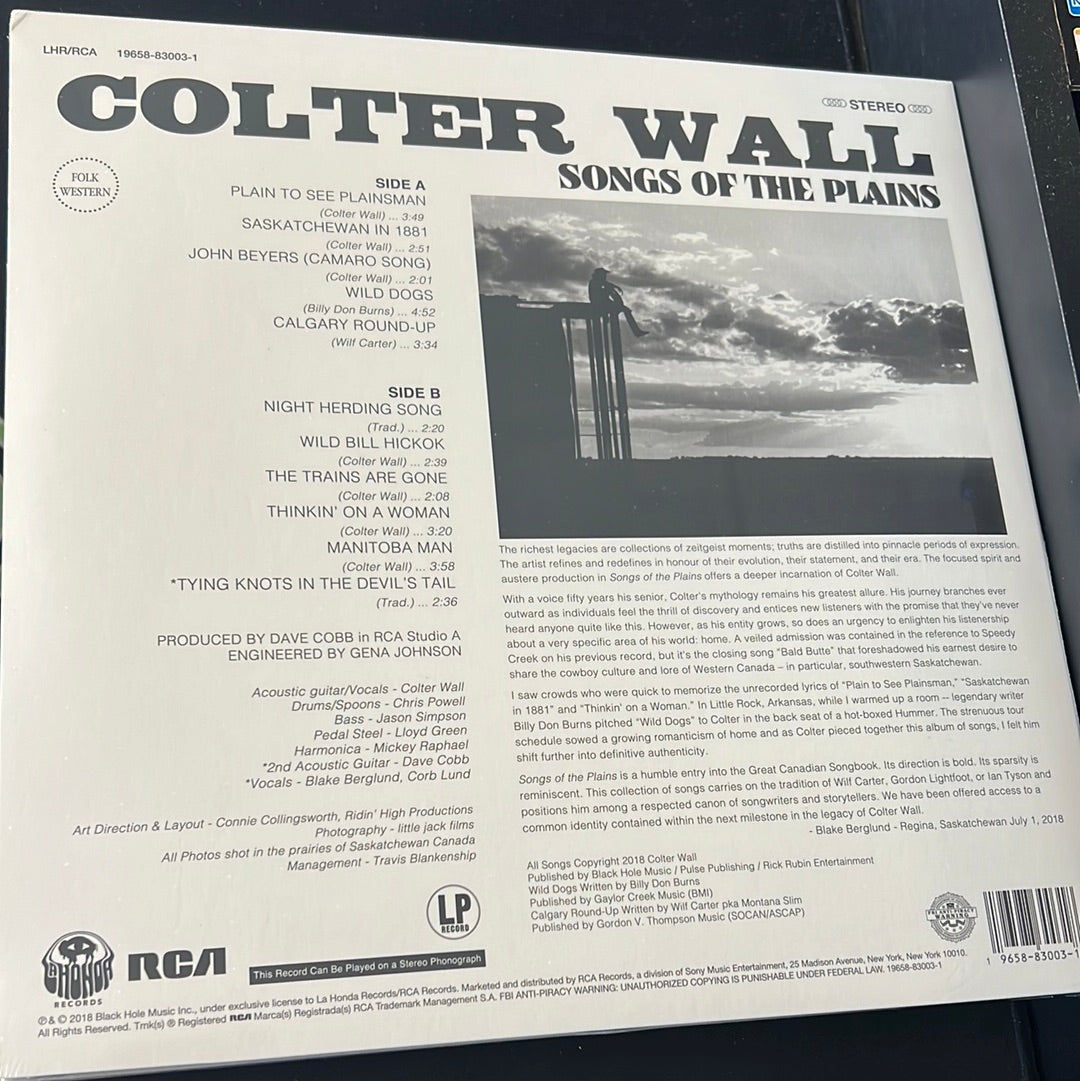 LHR/RCA 19658-83003-1
COLTER WALL
STEREO
SONGS OF THE PLAINS
FOLK
WESTERN
SIDE A
PLAIN TO SEE PLAINSMAN
(Colter Wall) ... 3:49
SASKATCHEWAN IN 1881
(Colter Wall) ... 2:51
JOHN BEYERS (CAMARO SONG)
(Colter Wall) ... 2:01
WILD DOGS
(Billy Don Burns) ... 4:52
CALGARY ROUND-UP
(Wilf Carter) ... 3:34
SIDE B
NIGHT HERDING SONG
(Trad.) ... 2:20
WILD BILL HICKOK
(Colter Wall) ... 2:39
THE TRAINS ARE GONE
(Colter Wall) ... 2:08
THINKIN' ON A WOMAN
(Colter Wall) ... 3:20
MANITOBA MAN
(Colter Wall) ... 3:58
*TYING KNOTS IN THE DEVIL'S TAIL
(Trad.) ... 2:36
PRODUCED BY DAVE COBB in RCA Studio A
ENGINEERED BY GENA JOHNSON
Acoustic guitar/Vocals - Colter Wall
Drums/Spoons - Chris Powell
Bass - Jason Simpson
Pedal Steel - Lloyd Green
Harmonica - Mickey Raphael
*2nd Acoustic Guitar - Dave Cobb
*Vocals - Blake Berglund, Corb Lund
Art Direction & Layout - Connie Collingsworth, Ridin' High Productions
Photography - little jack films
All Photos shot in the prairies of Saskatchewan Canada
Management - Travis Blankenship
The richest legacies are collections of zeitgeist moments; truths are distilled into pinnacle periods of expression.
The artist refines and redefines in honour of their evolution, their statement, and their era. The focused spirit and
austere production in Songs of the Plains offers a deeper incarnation of Colter Wall.
With a voice fifty years his senior, Colter's mythology remains his greatest allure. His journey branches ever
outward as individuals feel the thrill of discovery and entices new listeners with the promise that they've never
heard anyone quite like this. However, as his entity grows, so does an urgency to enlighten his listenership
about a very specific area of his world: home. A veiled admission was contained in the reference to Speedy
Creek on his previous record, but it's the closing song "Bald Butte" that foreshadowed his earnest desire to
share the cowboy culture and lore of Western Canada – in particular, southwestern Saskatchewan.
I saw crowds who were quick to memorize the unrecorded lyrics of "Plain to See Plainsman," "Saskatchewan
in 1881" and "Thinkin' on a Woman." In Little Rock, Arkansas, while I warmed up a room -- legendary writer
Billy Don Burns pitched "Wild Dogs" to Colter in the back seat of a hot-boxed Hummer. The strenuous tour
schedule sowed a growing romanticism of home and as Colter pieced together this album of songs, I felt him
shift further into definitive authenticity.
Songs of the Plains is a humble entry into the Great Canadian Songbook. Its direction is bold. Its sparsity is
reminiscent. This collection of songs carries on the tradition of Wilf Carter, Gordon Lightfoot, or Ian Tyson and
positions him among a respected canon of songwriters and storytellers. We have been offered access to a
common identity contained within the next milestone in the legacy of Colter Wall.
- Blake Berglund - Regina, Saskatchewan July 1, 2018
All Songs Copyright 2018 Colter Wall
Published by Black Hole Music / Pulse Publishing / Rick Rubin Entertainment
Wild Dogs Written by Billy Don Burns
Published by Gaylor Creek Music (BMI)
Calgary Round-Up Written by Wilf Carter pka Montana Slim
Published by Gordon V. Thompson Music (SOCAN/ASCAP)
LP
RECORD
LA HONDA
RECORDS
RCA
This Record Can Be Played on a Stereo Phonograph
FBI ANTI-PIRACY
WARNING
1 9658-83003-1
℗ & © 2018 Black Hole Music Inc., under exclusive license to La Honda Records/RCA Records. Marketed and distributed by RCA Records, a division of Sony Music Entertainment, 25 Madison Avenue, New York, New York 10010.
All Rights Reserved. Tmk(s) ® Registered RCA Marca(s) Registrada(s) RCA Trademark Management S.A. FBI ANTI-PIRACY WARNING: UNAUTHORIZED COPYING IS PUNISHABLE UNDER FEDERAL LAW. 19658-83003-1